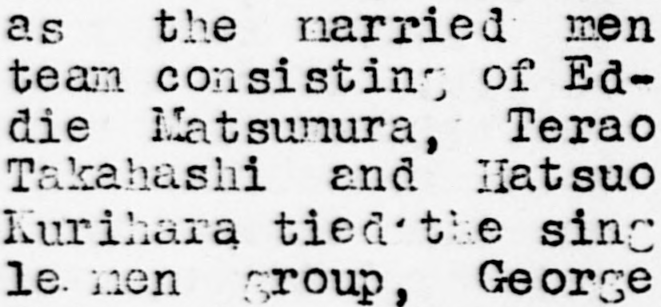 as the married men
team consisting of Ed-
die Matsumura, Terao
Takahashi and Hatsuo
Kurihara tied the sing
le men group, George